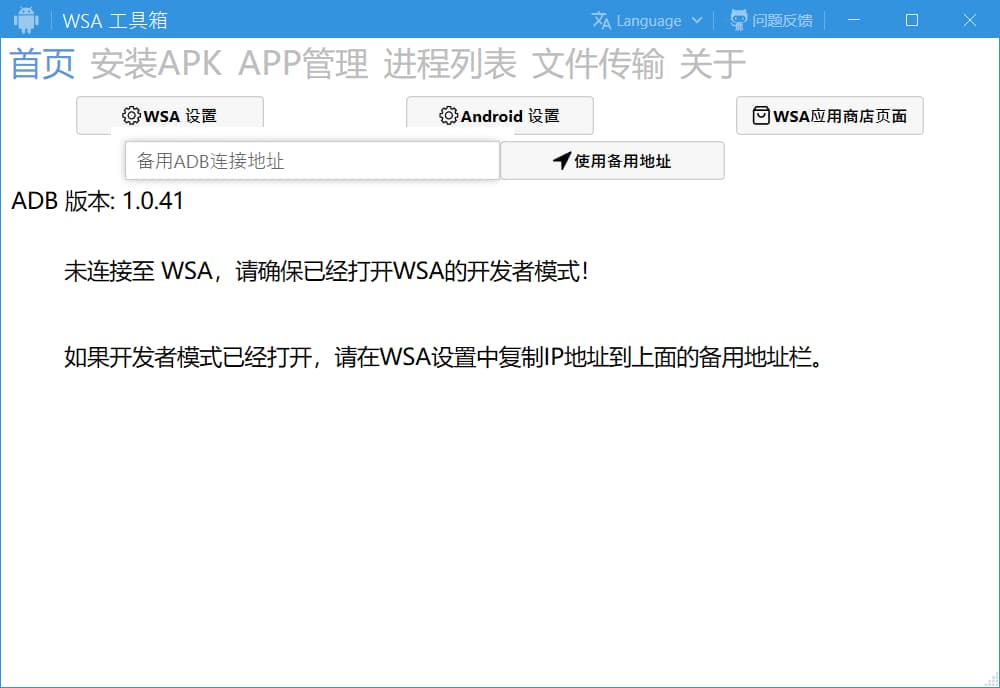 WSA 工具箱 Language 问题反馈
首页 安装APK APP管理 进程列表 文件传输 关于
WSA 设置 Android 设置 WSA应用商店页面
备用ADB连接地址 使用备用地址
ADB 版本: 1.0.41
未连接至 WSA，请确保已经打开WSA的开发者模式！
如果开发者模式已经打开，请在WSA设置中复制IP地址到上面的备用地址栏。